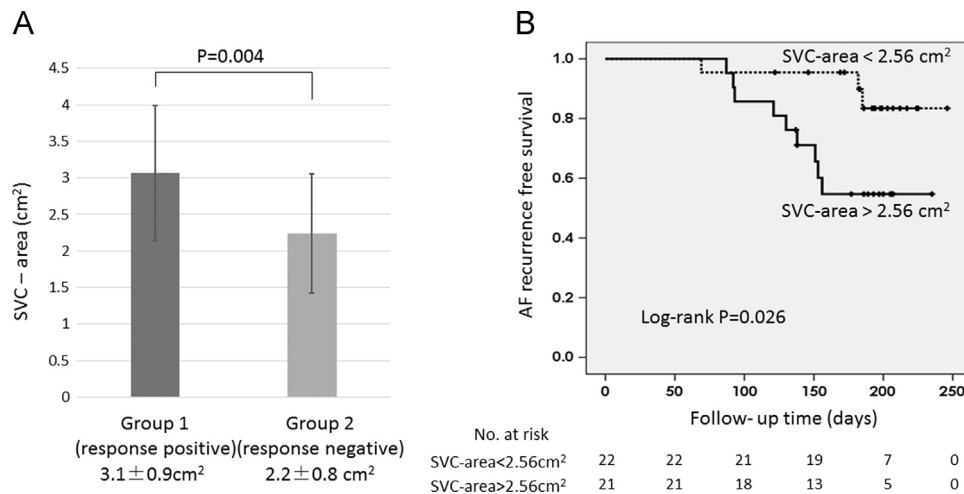 A
P=0.004
SVC – area (cm²)
4.5
4
3.5
3
2.5
2
1.5
1
0.5
0
Group 1
(response positive)
3.1±0.9cm²
Group 2
(response negative)
2.2±0.8 cm²
B
AF recurrence free survival
1.0
0.8
0.6
0.4
0.2
0.0
SVC-area < 2.56 cm²
SVC-area > 2.56 cm²
Log-rank P=0.026
0 50 100 150 200 250
Follow- up time (days)
No. at risk
SVC-area<2.56cm² 22 22 21 19 7 0
SVC-area>2.56cm² 21 21 18 13 5 0